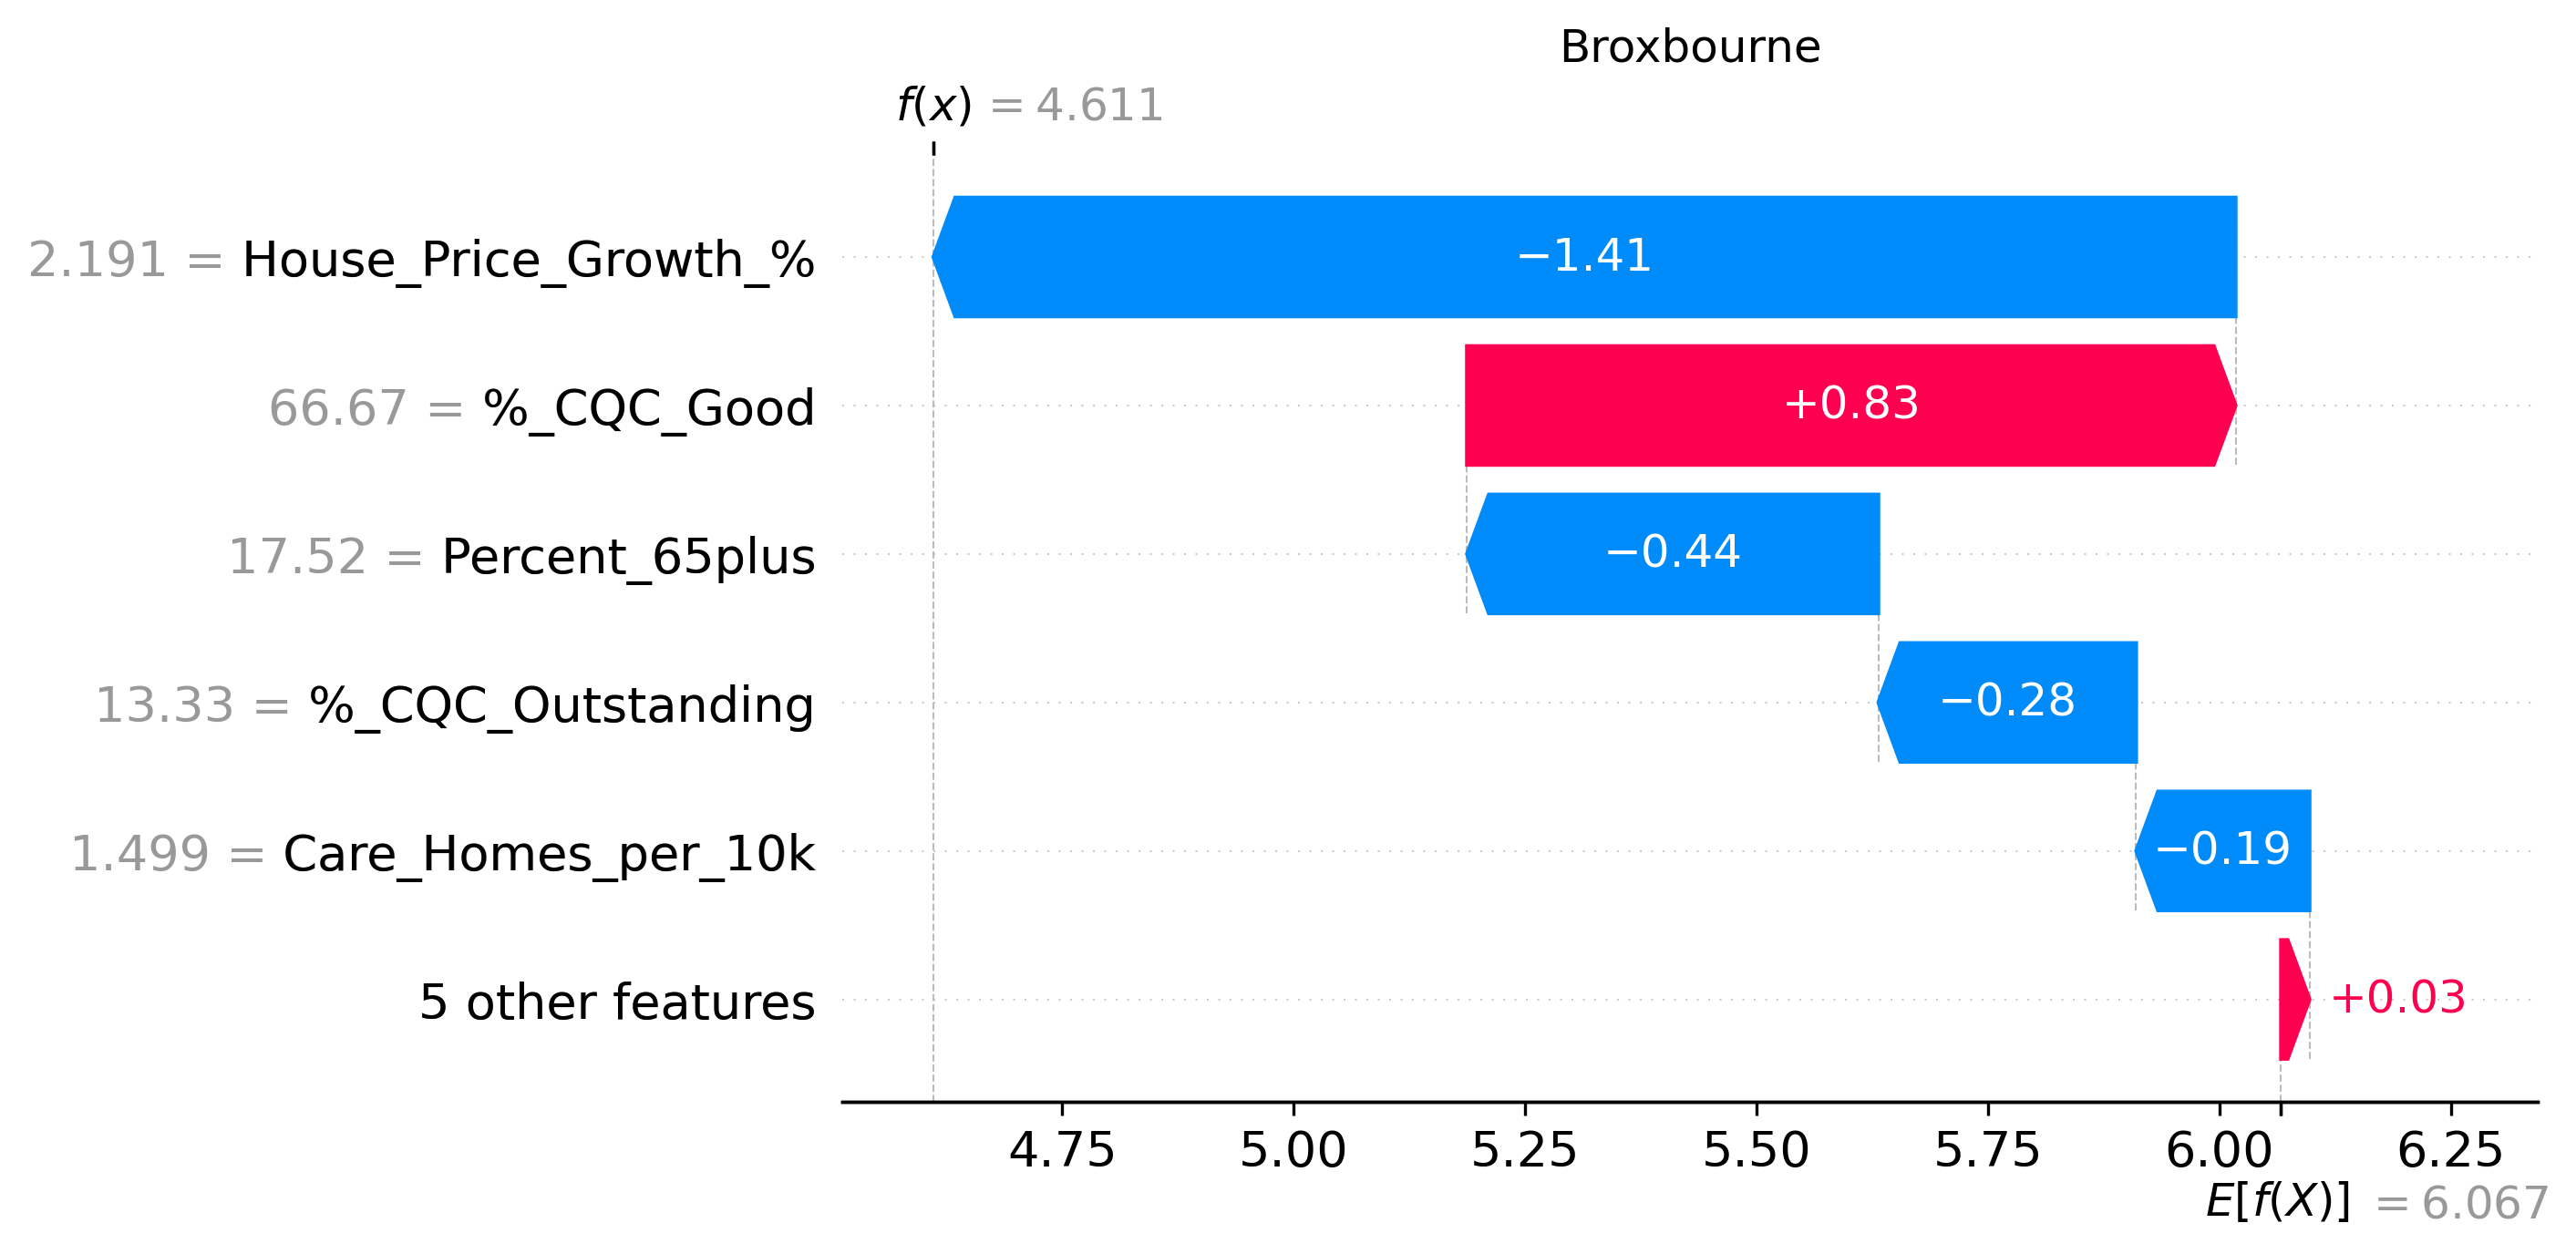 Broxbourne
f(x) = 4.611
2.191 = House_Price_Growth_% −1.41
66.67 = %_CQC_Good +0.83
17.52 = Percent_65plus −0.44
13.33 = %_CQC_Outstanding −0.28
1.499 = Care_Homes_per_10k −0.19
5 other features +0.03
4.75 5.00 5.25 5.50 5.75 6.00 6.25
E[f(X)] = 6.067